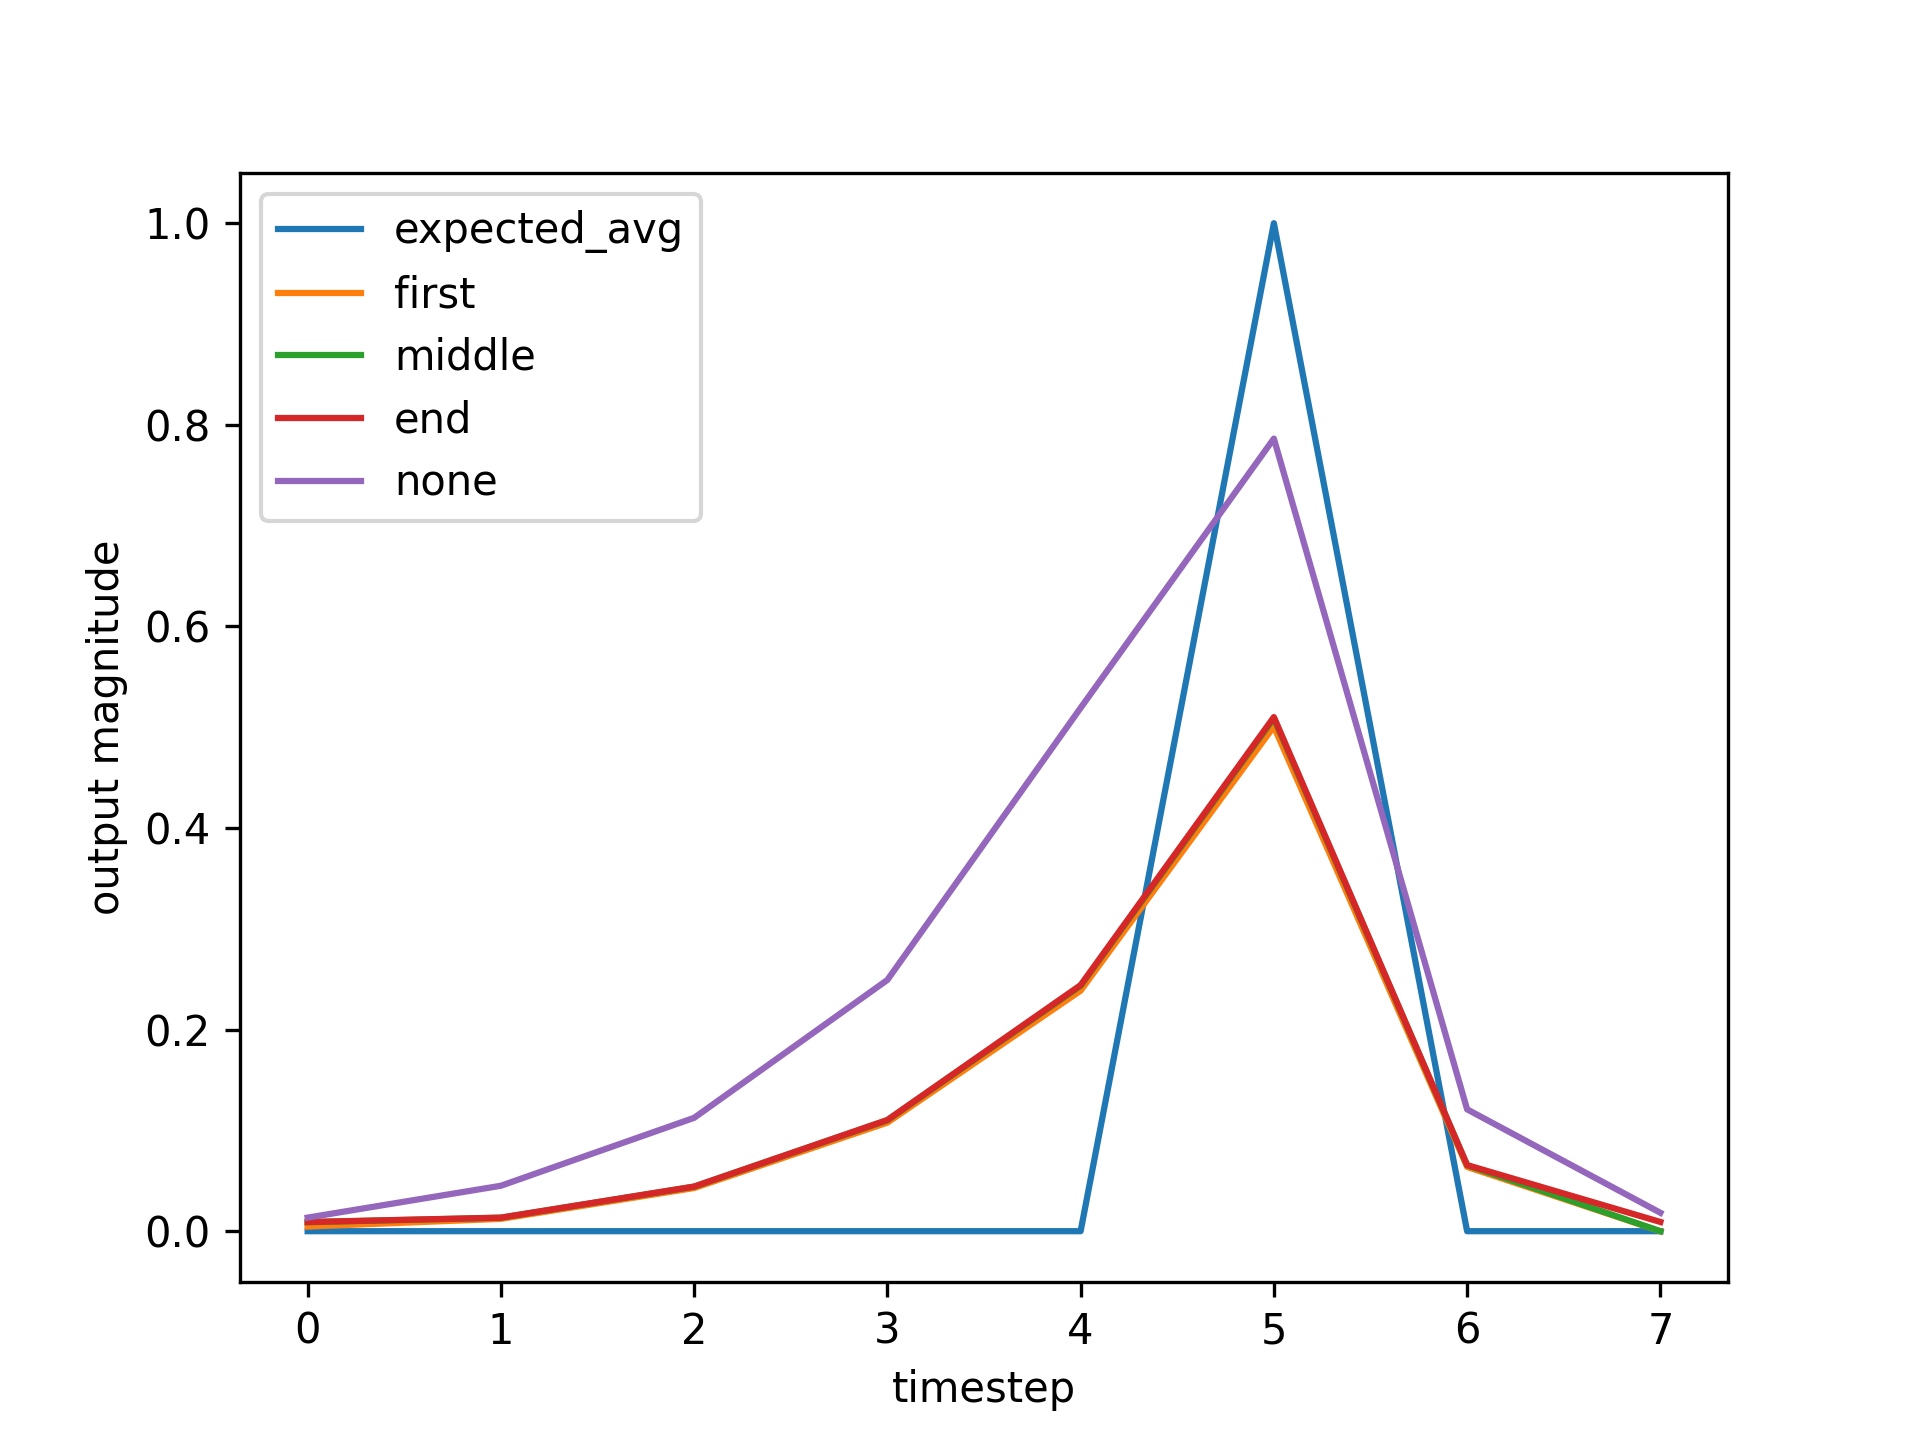 expected_avg
first
middle
end
none
output magnitude
1.0
0.8
0.6
0.4
0.2
0.0
0 1 2 3 4 5 6 7
timestep